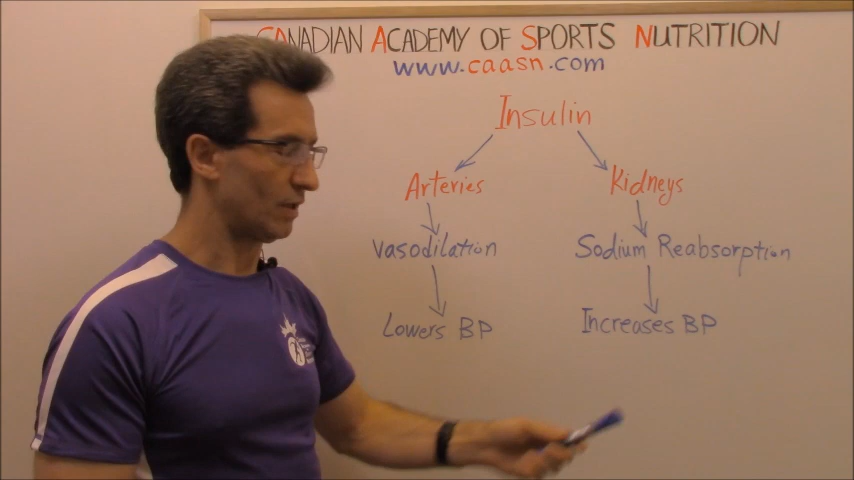 CANADIAN ACADEMY OF SPORTS NUTRITION
www.caasn.com
Insulin
Arteries Kidneys
Vasodilation Sodium Reabsorption
Lowers BP Increases BP